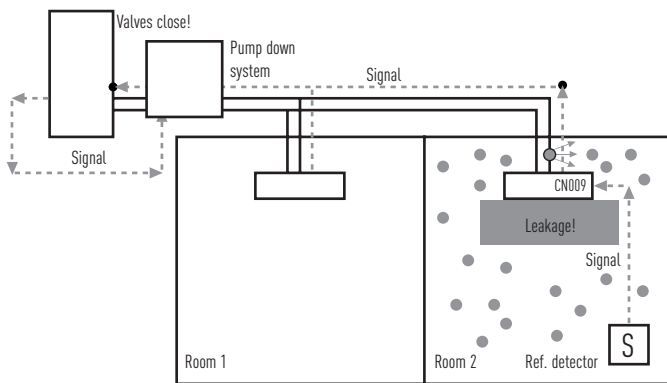 Valves close!
Pump down
system
Signal
Signal
CN009
Leakage!
Signal
S
Room 1
Room 2
Ref. detector